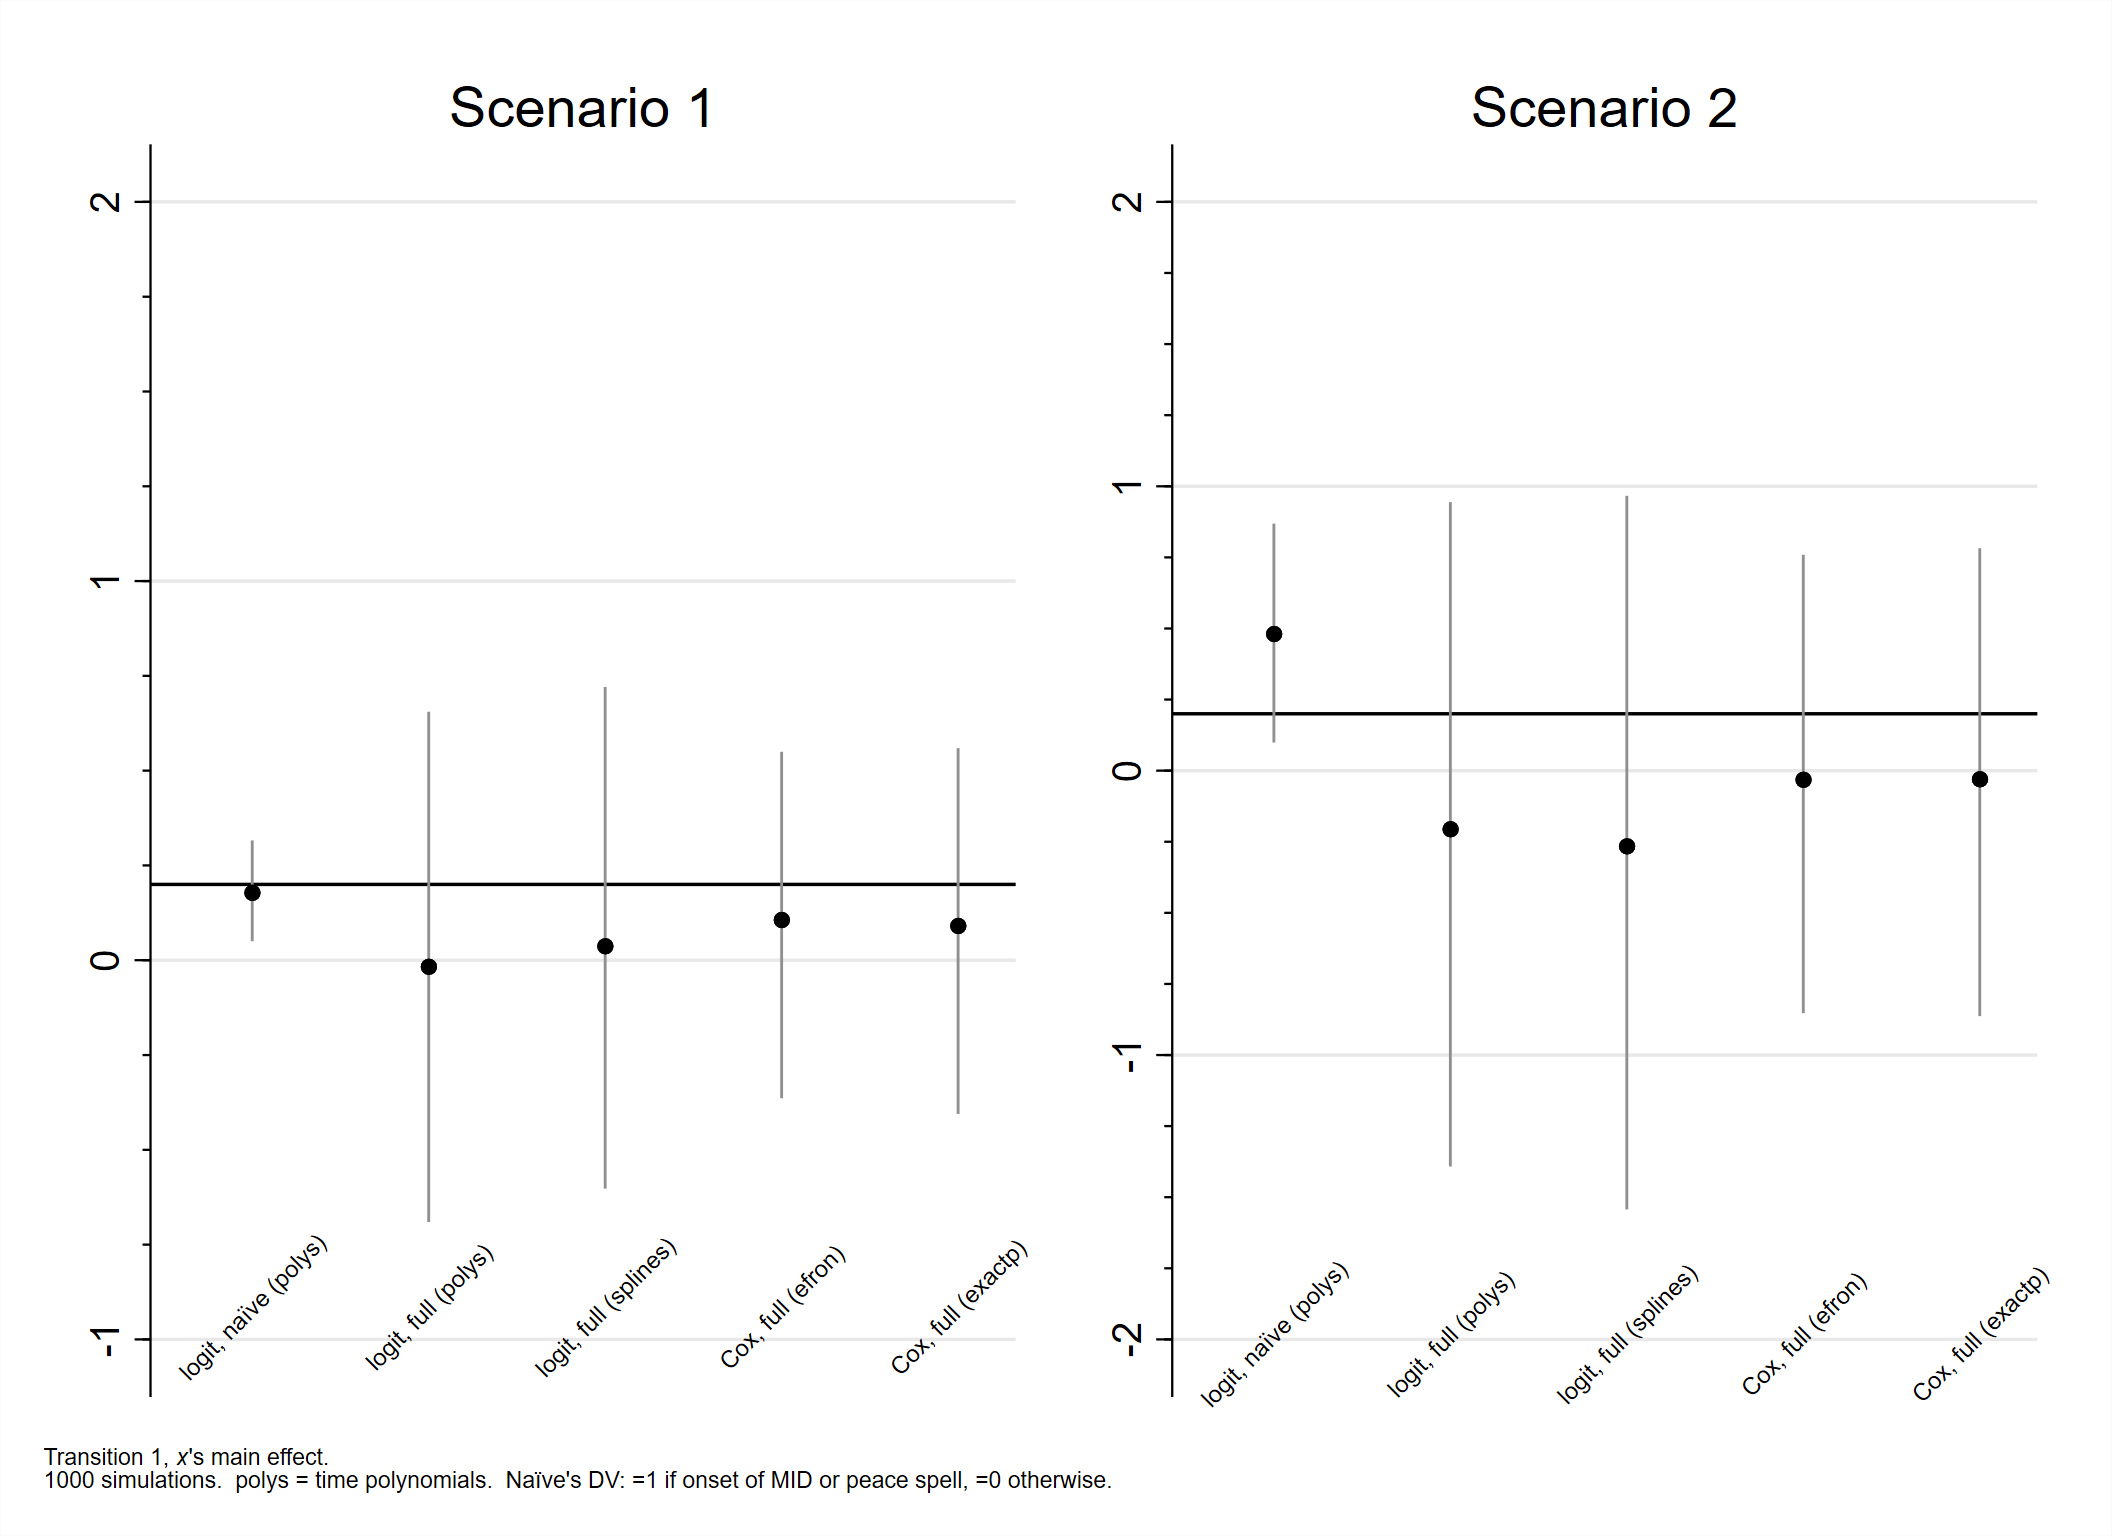 Scenario 1
2
1
0
-1
logit, naïve (polys)
logit, full (polys)
logit, full (splines)
Cox, full (efron)
Cox, full (exactp)
Scenario 2
2
1
0
-1
-2
logit, naïve (polys)
logit, full (polys)
logit, full (splines)
Cox, full (efron)
Cox, full (exactp)
Transition 1, x's main effect.
1000 simulations.  polys = time polynomials.  Naïve's DV: =1 if onset of MID or peace spell, =0 otherwise.